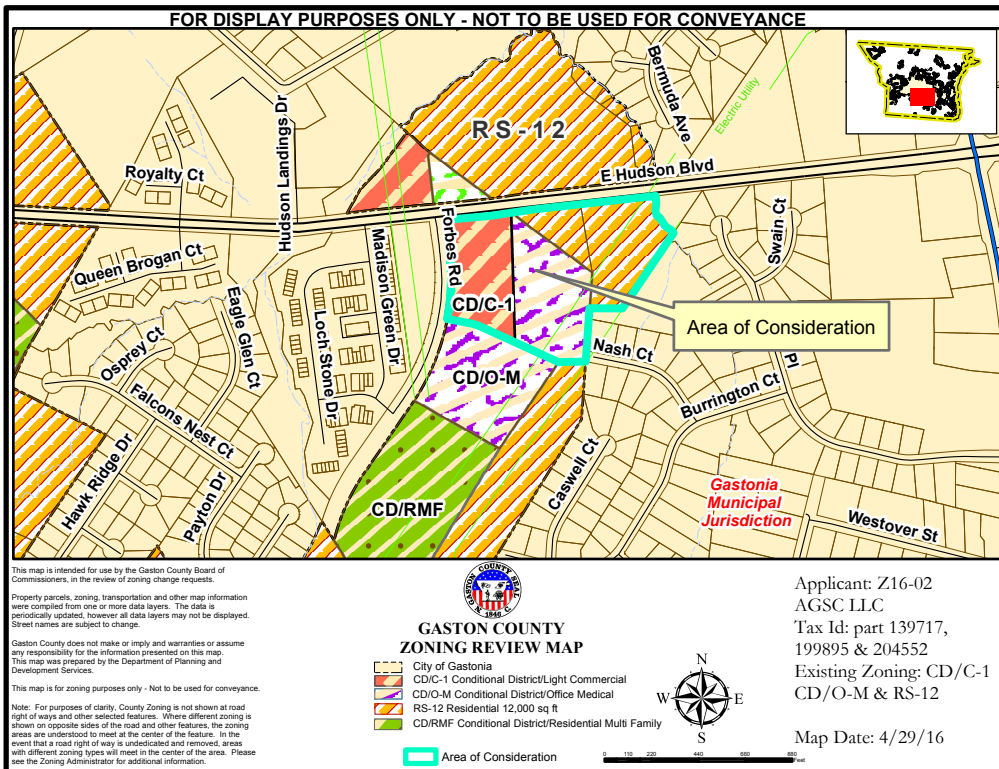 FOR DISPLAY PURPOSES ONLY - NOT TO BE USED FOR CONVEYANCE
Bermuda Ave
Electric Utility
RS-12
Hudson Landings Dr
Royalty Ct
E Hudson Blvd
Swain Ct
Forbes Rd
Madison Green Dr
Queen Brogan Ct
Eagle Glen Ct
CD/C-1
Area of Consideration
Loch Stone Dr
Osprey Ct
Nash Ct
Pl
CD/O-M
Falcons Nest Ct
Burrington Ct
Hawk Ridge Dr
Payton Dr
Caswell Ct
CD/RMF
Gastonia
Municipal
Jurisdiction
Westover St
This map is intended for use by the Gaston County Board of
Commissioners, in the review of zoning change requests.
Property parcels, zoning, transportation and other map information
were compiled from one or more data layers. The data is
periodically updated, however all data layers may not be displayed.
Street names are subject to change.
Gaston County does not make or imply and warranties or assume
any responsibility for the information presented on this map.
This map was prepared by the Department of Planning and
Development Services.
This map is for zoning purposes only - Not to be used for conveyance.
Note: For purposes of clarity, County Zoning is not shown at road
right of ways and other selected features. Where different zoning is
shown on opposite sides of the road and other features, the zoning
areas are understood to meet at the center of the feature. In the
event that a road right of way is undedicated and removed, areas
with different zoning types will meet in the center of the area. Please
see the Zoning Administrator for additional information.
GASTON COUNTY SEAL
N. C.
1846
GASTON COUNTY
ZONING REVIEW MAP
City of Gastonia
CD/C-1 Conditional District/Light Commercial
CD/O-M Conditional District/Office Medical
RS-12 Residential 12,000 sq ft
CD/RMF Conditional District/Residential Multi Family
Area of Consideration
N
W E
S
0 110 220 440 660 880
Feet
Applicant: Z16-02
AGSC LLC
Tax Id: part 139717,
199895 & 204552
Existing Zoning: CD/C-1
CD/O-M & RS-12
Map Date: 4/29/16